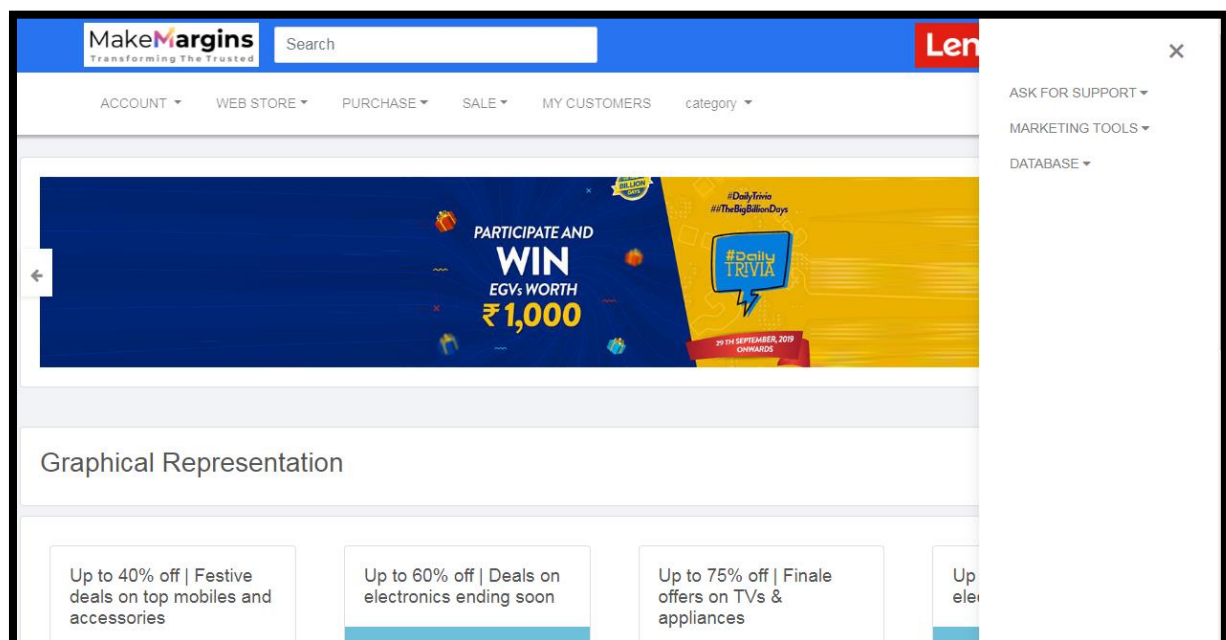 MakeMargins
Transforming The Trusted
Search
Len
ASK FOR SUPPORT
MARKETING TOOLS
DATABASE
ACCOUNT WEB STORE PURCHASE SALE MY CUSTOMERS category
BILLION
DAYS
PARTICIPATE AND
WIN
EGVs WORTH
₹1,000
#DailyTrivia
##TheBigBillionDays
#Daily
TRIVIA
29 TH SEPTEMBER, 2019
ONWARDS
Graphical Representation
Up to 40% off | Festive
deals on top mobiles and
accessories
Up to 60% off | Deals on
electronics ending soon
Up to 75% off | Finale
offers on TVs &
appliances
Up
ele